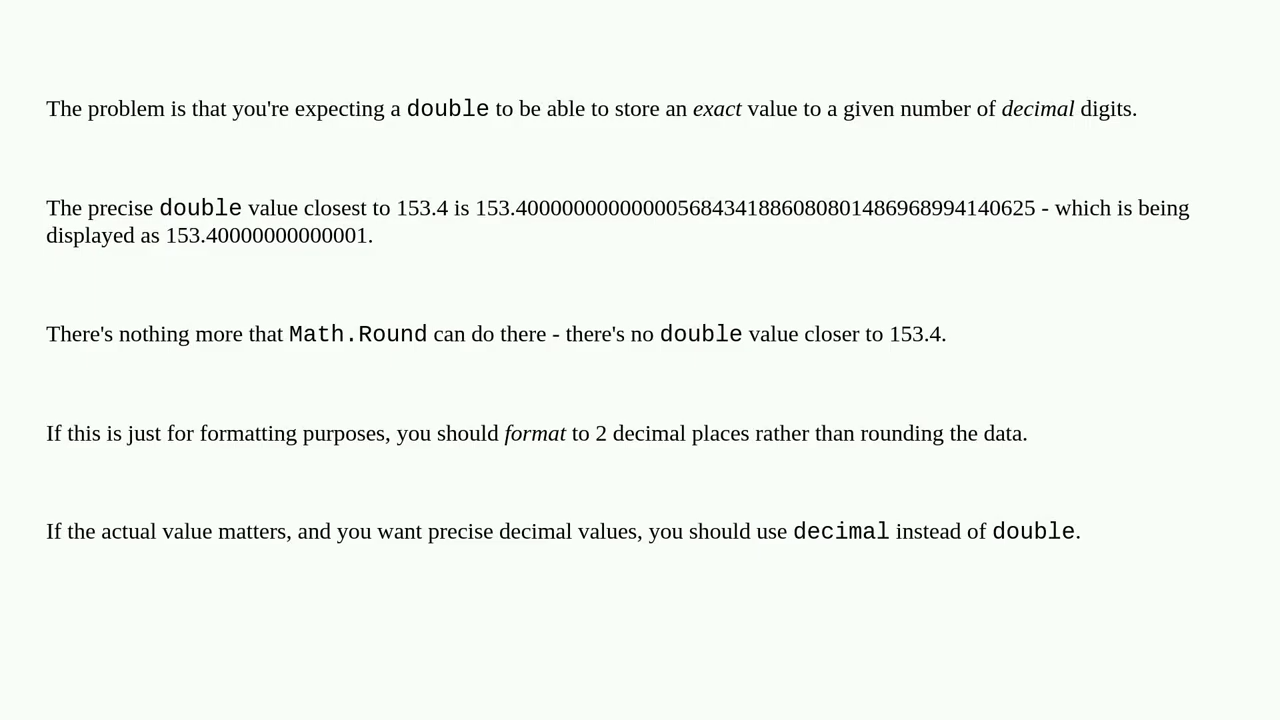 The problem is that you're expecting a double to be able to store an exact value to a given number of decimal digits.
The precise double value closest to 153.4 is 153.400000000000005684341886080801486968994140625 - which is being
displayed as 153.40000000000001.
There's nothing more that Math.Round can do there - there's no double value closer to 153.4.
If this is just for formatting purposes, you should format to 2 decimal places rather than rounding the data.
If the actual value matters, and you want precise decimal values, you should use decimal instead of double.